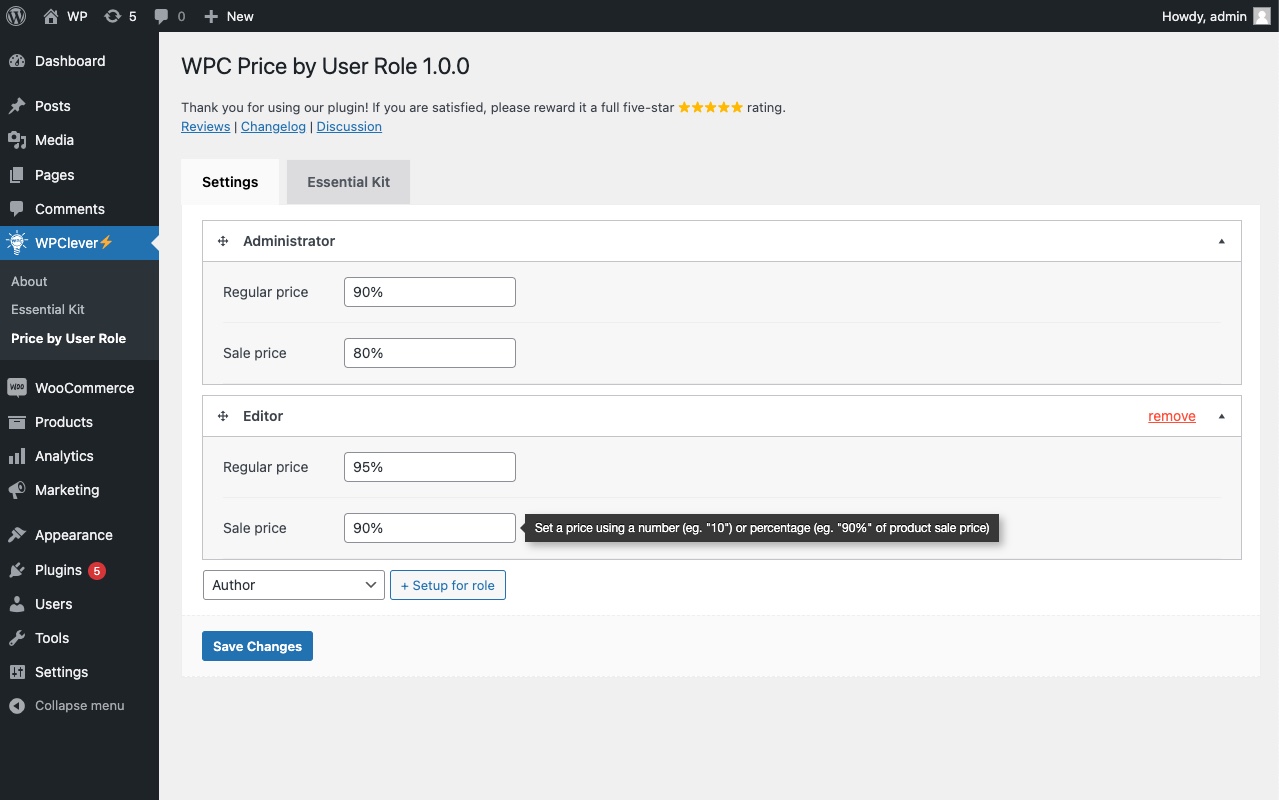 WP 5 0 New Howdy, admin
Dashboard
Posts
Media
Pages
Comments
WPClever⚡
About
Essential Kit
Price by User Role
WooCommerce
Products
Analytics
Marketing
Appearance
Plugins 5
Users
Tools
Settings
Collapse menu
WPC Price by User Role 1.0.0
Thank you for using our plugin! If you are satisfied, please reward it a full five-star ⭐⭐⭐⭐⭐ rating.
Reviews | Changelog | Discussion
Settings Essential Kit
Administrator
Regular price 90%
Sale price 80%
Editor remove
Regular price 95%
Sale price 90% Set a price using a number (eg. "10") or percentage (eg. "90%" of product sale price)
Author + Setup for role
Save Changes